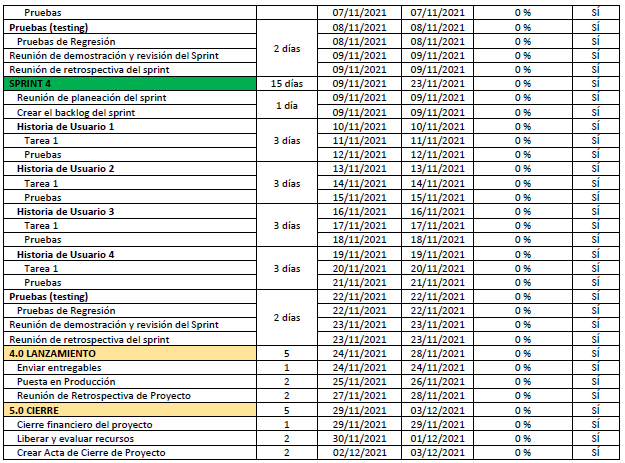 Pruebas 07/11/2021 07/11/2021 0 % SÍ
Pruebas (testing) 2 días 08/11/2021 08/11/2021 0 % SÍ
Pruebas de Regresión 08/11/2021 08/11/2021 0 % SÍ
Reunión de demostración y revisión del Sprint 09/11/2021 09/11/2021 0 % SÍ
Reunión de retrospectiva del sprint 09/11/2021 09/11/2021 0 % SÍ
SPRINT 4 15 días 09/11/2021 23/11/2021 0 % SÍ
Reunión de planeación del sprint 1 día 09/11/2021 09/11/2021 0 % SÍ
Crear el backlog del sprint 09/11/2021 09/11/2021 0 % SÍ
Historia de Usuario 1 3 días 10/11/2021 10/11/2021 0 % SÍ
Tarea 1 11/11/2021 11/11/2021 0 % SÍ
Pruebas 12/11/2021 12/11/2021 0 % SÍ
Historia de Usuario 2 3 días 13/11/2021 13/11/2021 0 % SÍ
Tarea 1 14/11/2021 14/11/2021 0 % SÍ
Pruebas 15/11/2021 15/11/2021 0 % SÍ
Historia de Usuario 3 3 días 16/11/2021 16/11/2021 0 % SÍ
Tarea 1 17/11/2021 17/11/2021 0 % SÍ
Pruebas 18/11/2021 18/11/2021 0 % SÍ
Historia de Usuario 4 3 días 19/11/2021 19/11/2021 0 % SÍ
Tarea 1 20/11/2021 20/11/2021 0 % SÍ
Pruebas 21/11/2021 21/11/2021 0 % SÍ
Pruebas (testing) 2 días 22/11/2021 22/11/2021 0 % SÍ
Pruebas de Regresión 22/11/2021 22/11/2021 0 % SÍ
Reunión de demostración y revisión del Sprint 23/11/2021 23/11/2021 0 % SÍ
Reunión de retrospectiva del sprint 23/11/2021 23/11/2021 0 % SÍ
4.0 LANZAMIENTO 5 24/11/2021 28/11/2021 0 % SÍ
Enviar entregables 1 24/11/2021 24/11/2021 0 % SÍ
Puesta en Producción 2 25/11/2021 26/11/2021 0 % SÍ
Reunión de Retrospectiva de Proyecto 2 27/11/2021 28/11/2021 0 % SÍ
5.0 CIERRE 5 29/11/2021 03/12/2021 0 % SÍ
Cierre financiero del proyecto 1 29/11/2021 29/11/2021 0 % SÍ
Liberar y evaluar recursos 2 30/11/2021 01/12/2021 0 % SÍ
Crear Acta de Cierre de Proyecto 2 02/12/2021 03/12/2021 0 % SÍ